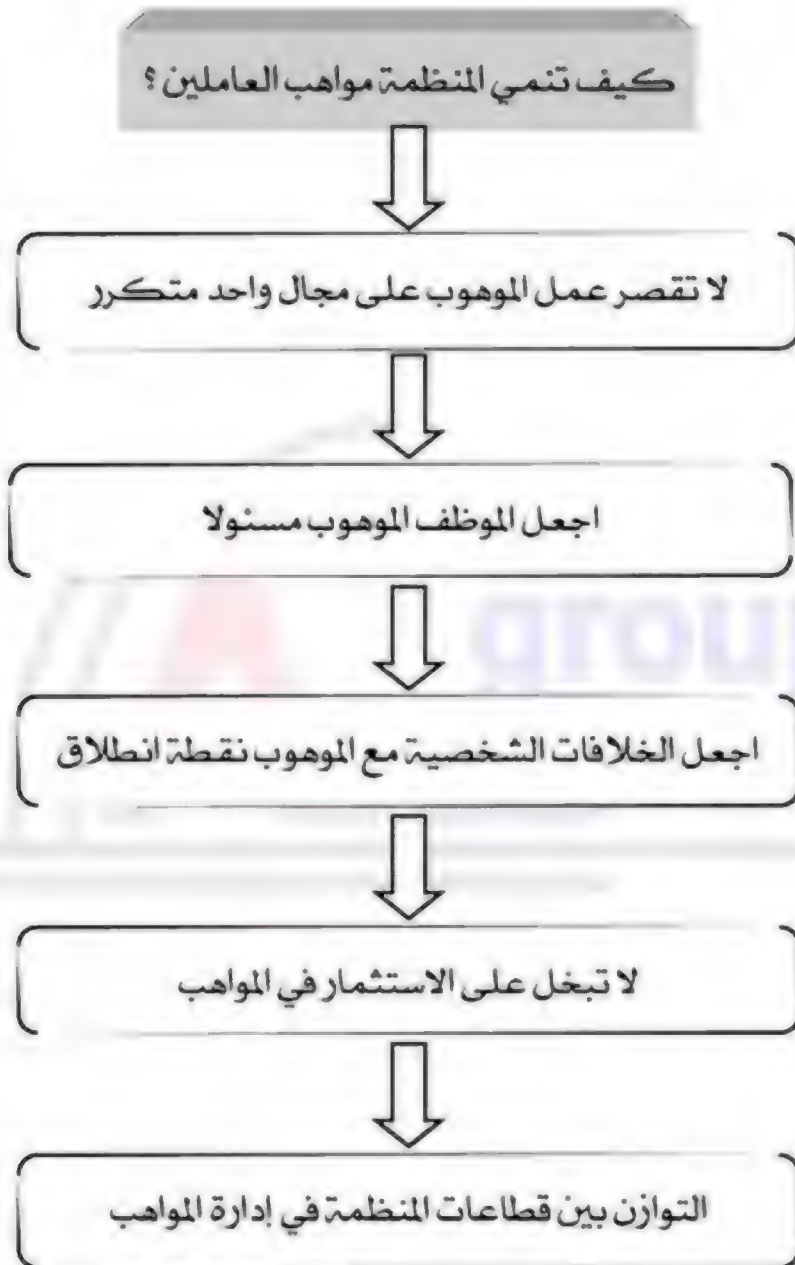 كيف تنمي المنظمة مواهب العاملين ؟
لا تقصر عمل الموهوب على مجال واحد متكرر
اجعل الموظف الموهوب مسئولا
A group
اجعل الخلافات الشخصية مع الموهوب نقطة انطلاق
لا تبخل على الاستثمار في المواهب
التوازن بين قطاعات المنظمة في إدارة المواهب